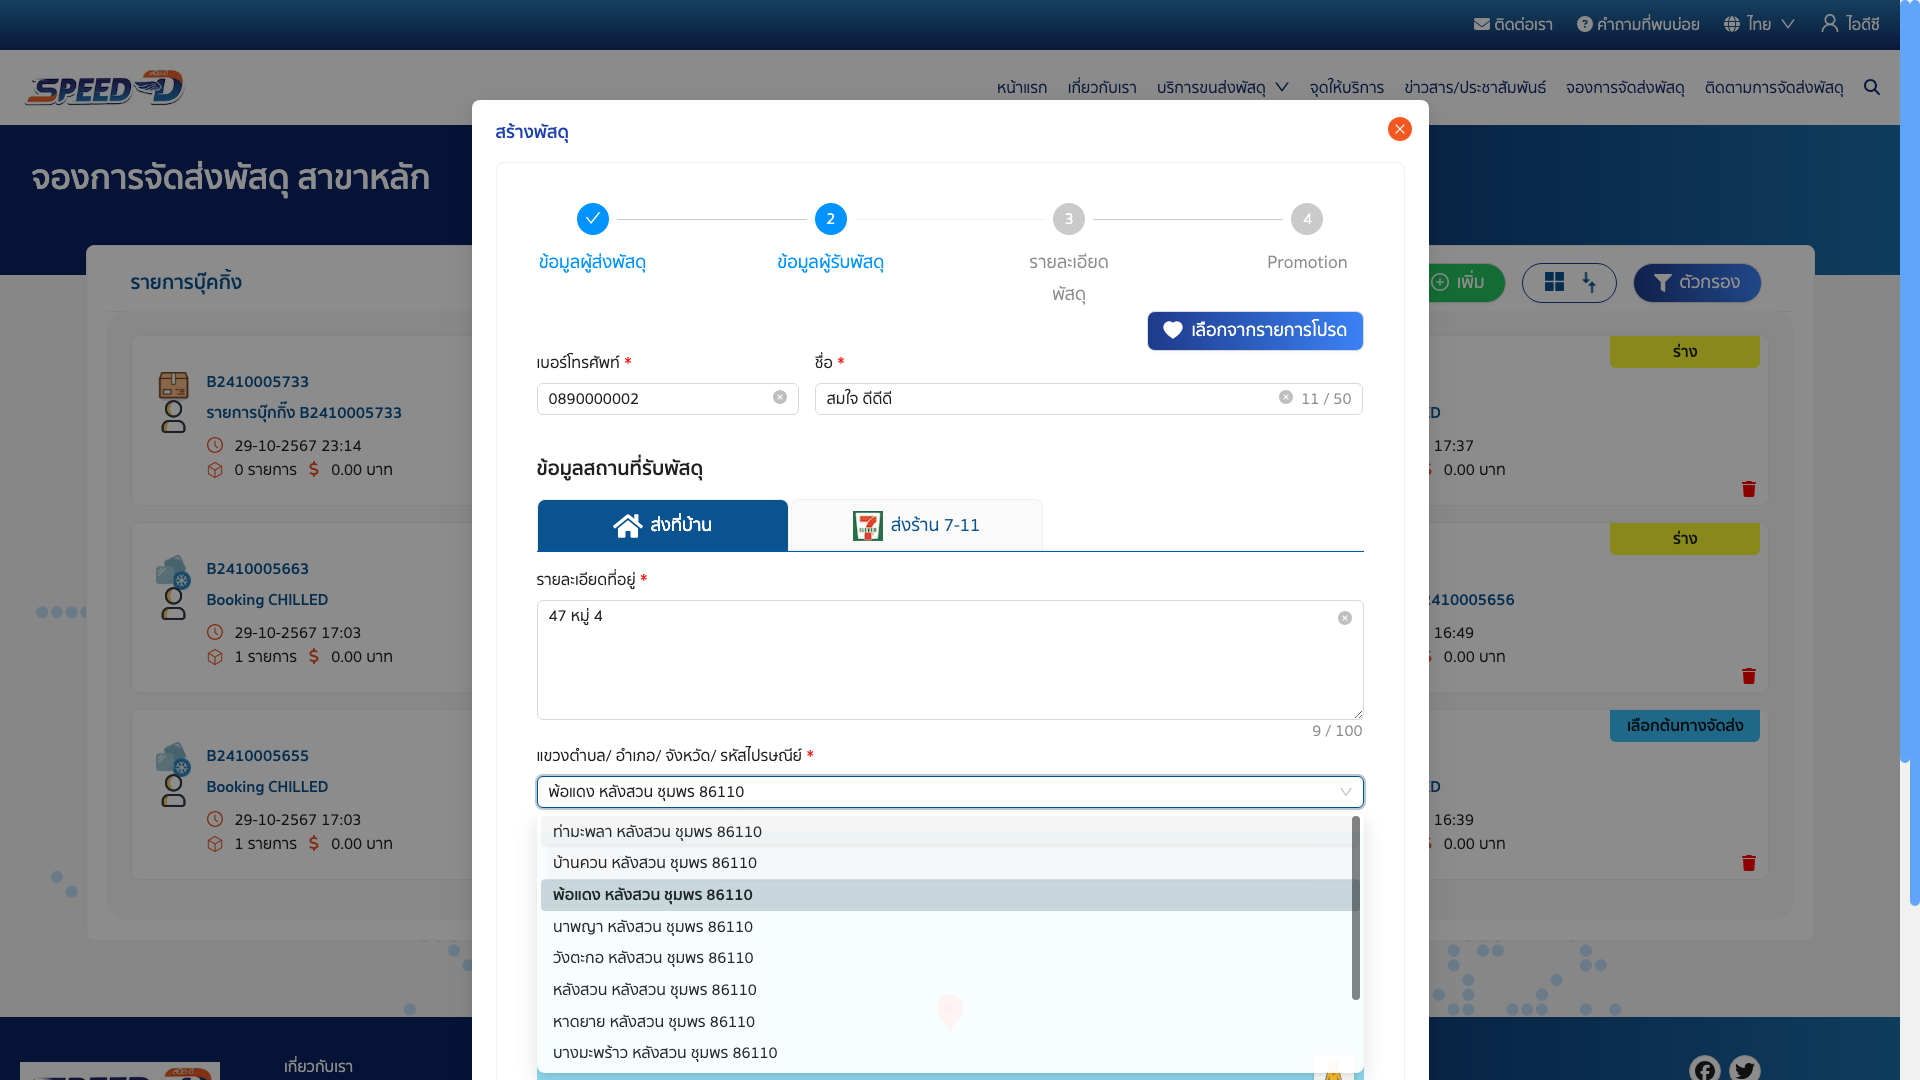 ติดต่อเรา คำถามที่พบบ่อย ไทย ไอดีซี
SPEED-D
หน้าแรก เกี่ยวกับเรา บริการขนส่งพัสดุ จุดให้บริการ ข่าวสาร/ประชาสัมพันธ์ จองการจัดส่งพัสดุ ติดตามการจัดส่งพัสดุ
จองการจัดส่งพัสดุ สาขาหลัก
รายการบุ๊คกิ้ง
เพิ่ม ตัวกรอง
B2410005733
รายการบุ๊กกิ๊ง B2410005733
29-10-2567 23:14
0 รายการ 0.00 บาท
B2410005663
Booking CHILLED
29-10-2567 17:03
1 รายการ 0.00 บาท
B2410005655
Booking CHILLED
29-10-2567 17:03
1 รายการ 0.00 บาท
สร้างพัสดุ
2 3 4
ข้อมูลผู้ส่งพัสดุ ข้อมูลผู้รับพัสดุ รายละเอียด พัสดุ Promotion
เลือกจากรายการโปรด
เบอร์โทรศัพท์ * ชื่อ *
0890000002 สมใจ ดีดีดี 11 / 50
ข้อมูลสถานที่รับพัสดุ
ส่งที่บ้าน ส่งร้าน 7-11
รายละเอียดที่อยู่ *
47 หมู่ 4
9 / 100
แขวงตำบล/ อำเภอ/ จังหวัด/ รหัสไปรษณีย์ *
พ้อแดง หลังสวน ชุมพร 86110
ท่ามะพลา หลังสวน ชุมพร 86110
บ้านควน หลังสวน ชุมพร 86110
พ้อแดง หลังสวน ชุมพร 86110
นาพญา หลังสวน ชุมพร 86110
วังตะกอ หลังสวน ชุมพร 86110
หลังสวน หลังสวน ชุมพร 86110
หาดยาย หลังสวน ชุมพร 86110
บางมะพร้าว หลังสวน ชุมพร 86110
ร่าง
D
17:37
0.00 บาท
ร่าง
2410005656
16:49
0.00 บาท
เลือกต้นทางจัดส่ง
D
16:39
0.00 บาท
เกี่ยวกับเรา